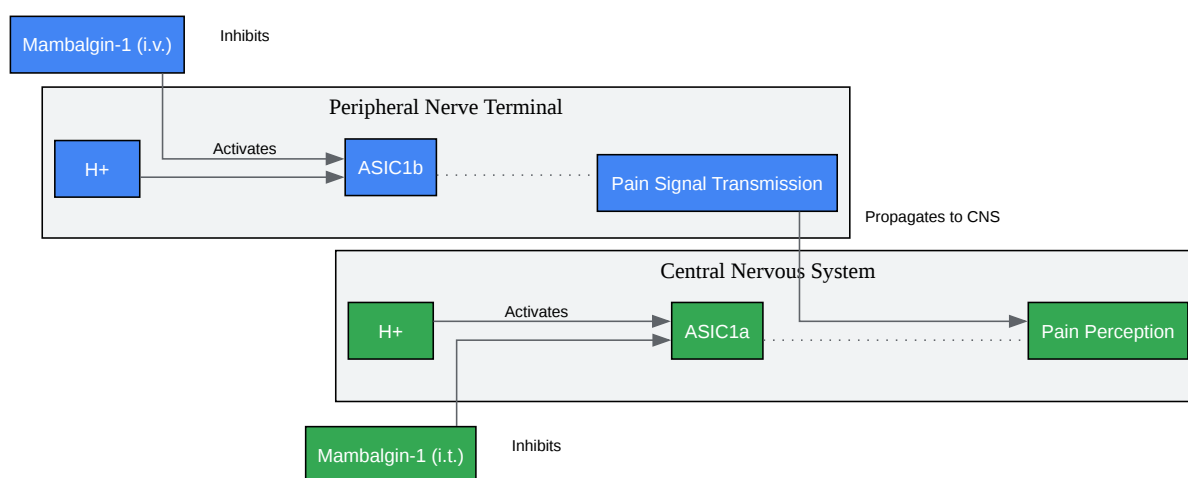 Mambalgin-1 (i.v.)
Inhibits
Peripheral Nerve Terminal
H+
Activates
ASIC1b
Pain Signal Transmission
Propagates to CNS
Central Nervous System
H+
Activates
ASIC1a
Pain Perception
Mambalgin-1 (i.t.)
Inhibits